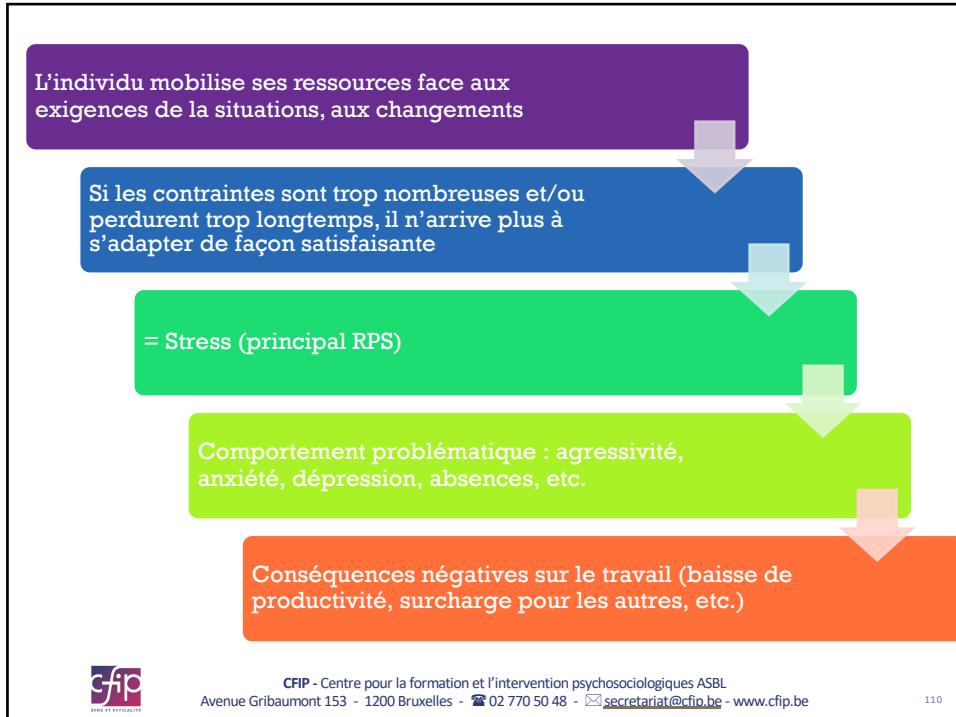 L'individu mobilise ses ressources face aux
exigences de la situations, aux changements
Si les contraintes sont trop nombreuses et/ou
perdurent trop longtemps, il n'arrive plus à
s'adapter de façon satisfaisante
= Stress (principal RPS)
Comportement problématique : agressivité,
anxiété, dépression, absences, etc.
Conséquences négatives sur le travail (baisse de
productivité, surcharge pour les autres, etc.)
cfip
SENS ET EFFICACITÉ
CFIP - Centre pour la formation et l'intervention psychosociologiques ASBL
Avenue Gribaumont 153 - 1200 Bruxelles - ☎ 02 770 50 48 - ✉ secretariat@cfip.be - www.cfip.be
110